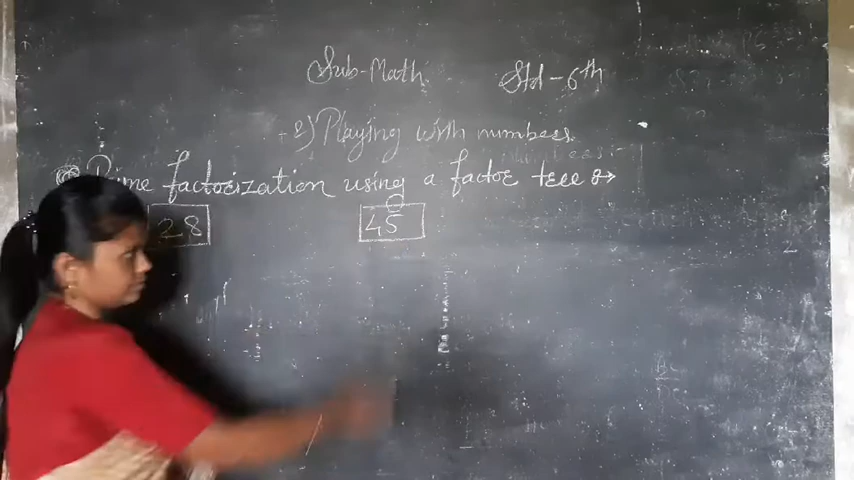 Sub-Math Std-6th
2) Playing with numbers.
Prime factorization using a factor tree :→
28 45